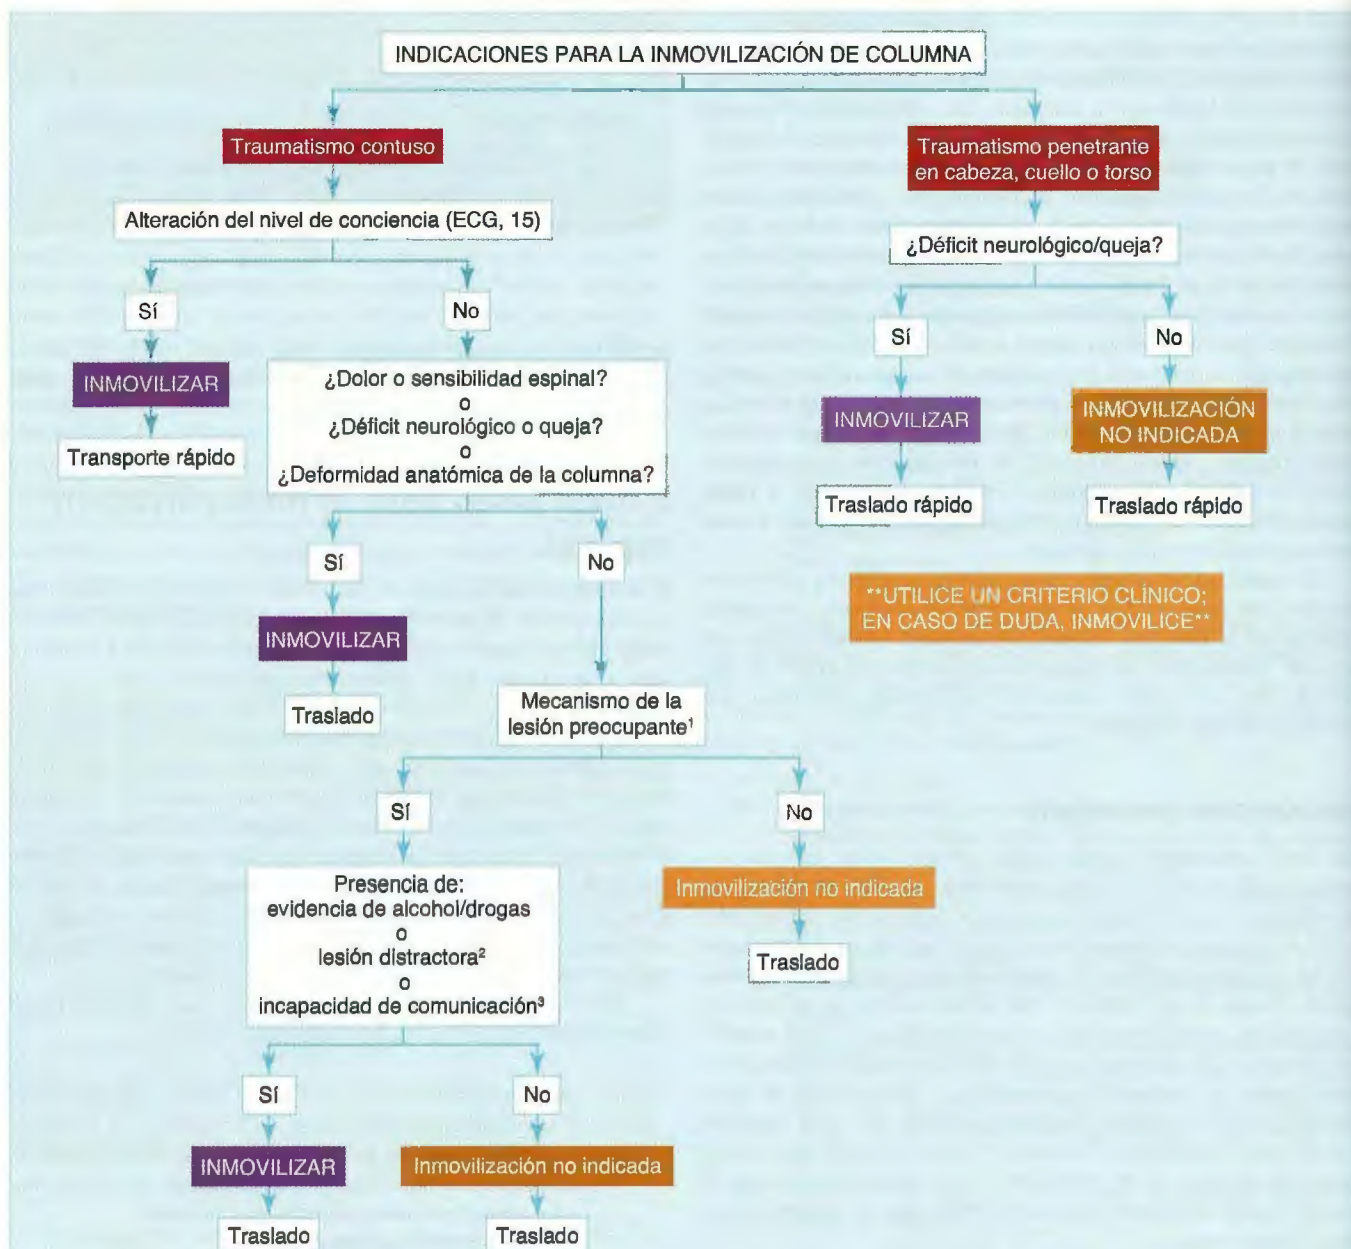 INDICACIONES PARA LA INMOVILIZACIÓN DE COLUMNA
Traumatismo contuso
Alteración del nivel de conciencia (ECG, 15)
Sí
No
INMOVILIZAR
Transporte rápido
¿Dolor o sensibilidad espinal?
o
¿Déficit neurológico o queja?
o
¿Deformidad anatómica de la columna?
Sí
No
INMOVILIZAR
Traslado
Mecanismo de la
lesión preocupante¹
Sí
No
Presencia de:
evidencia de alcohol/drogas
o
lesión distractora²
o
incapacidad de comunicación³
Inmovilización no indicada
Traslado
Sí
No
INMOVILIZAR
Inmovilización no indicada
Traslado
Traslado
Traumatismo penetrante
en cabeza, cuello o torso
¿Déficit neurológico/queja?
Sí
No
INMOVILIZAR
INMOVILIZACIÓN
NO INDICADA
Traslado rápido
Traslado rápido
**UTILICE UN CRITERIO CLÍNICO;
EN CASO DE DUDA, INMOVILICE**